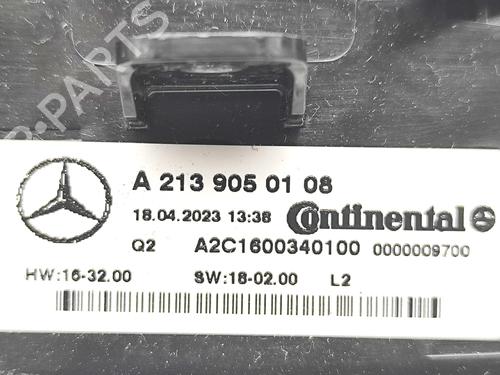 B-PARTS
A 213 905 01 08
18.04.2023 13:38 Continental
Q2 A2C1600340100 0000009700
HW:16-32.00 SW:18-02.00 L2